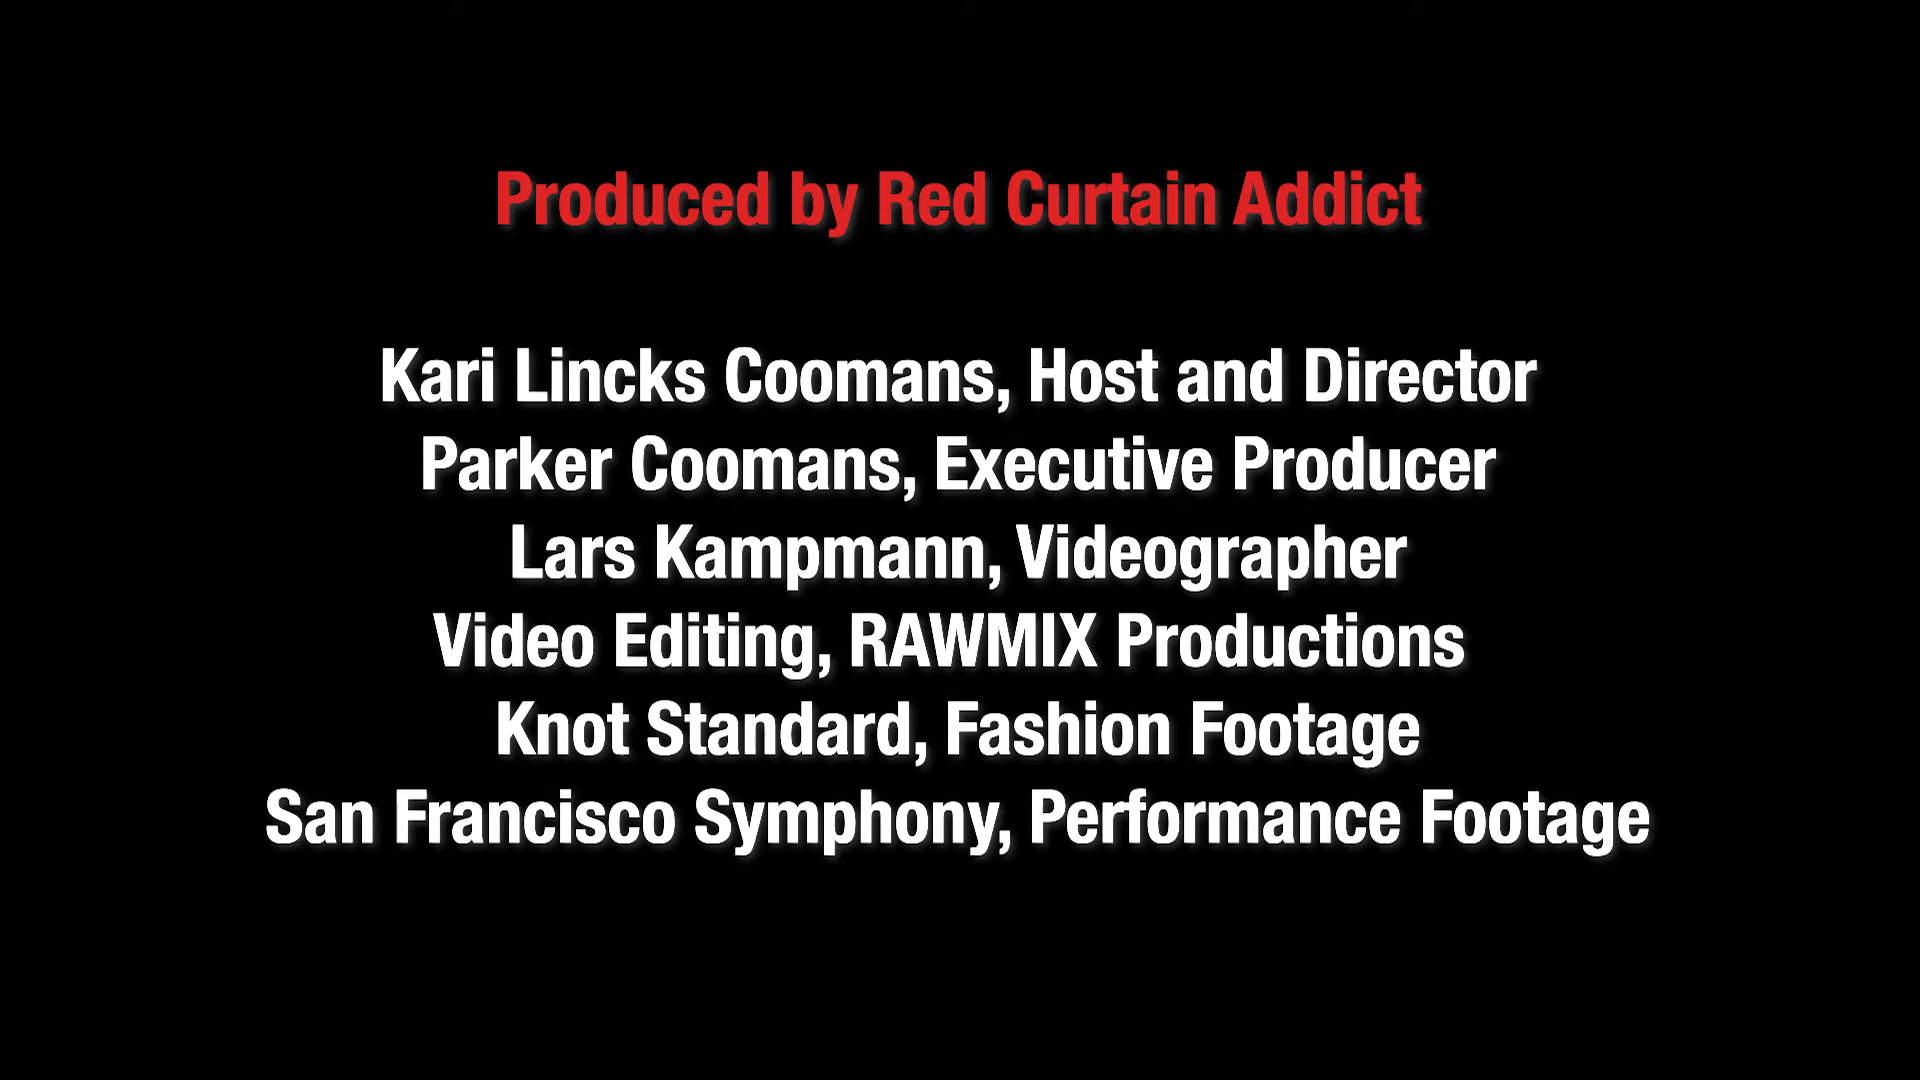 Produced by Red Curtain Addict
Kari Lincks Coomans, Host and Director
Parker Coomans, Executive Producer
Lars Kampmann, Videographer
Video Editing, RAWMIX Productions
Knot Standard, Fashion Footage
San Francisco Symphony, Performance Footage